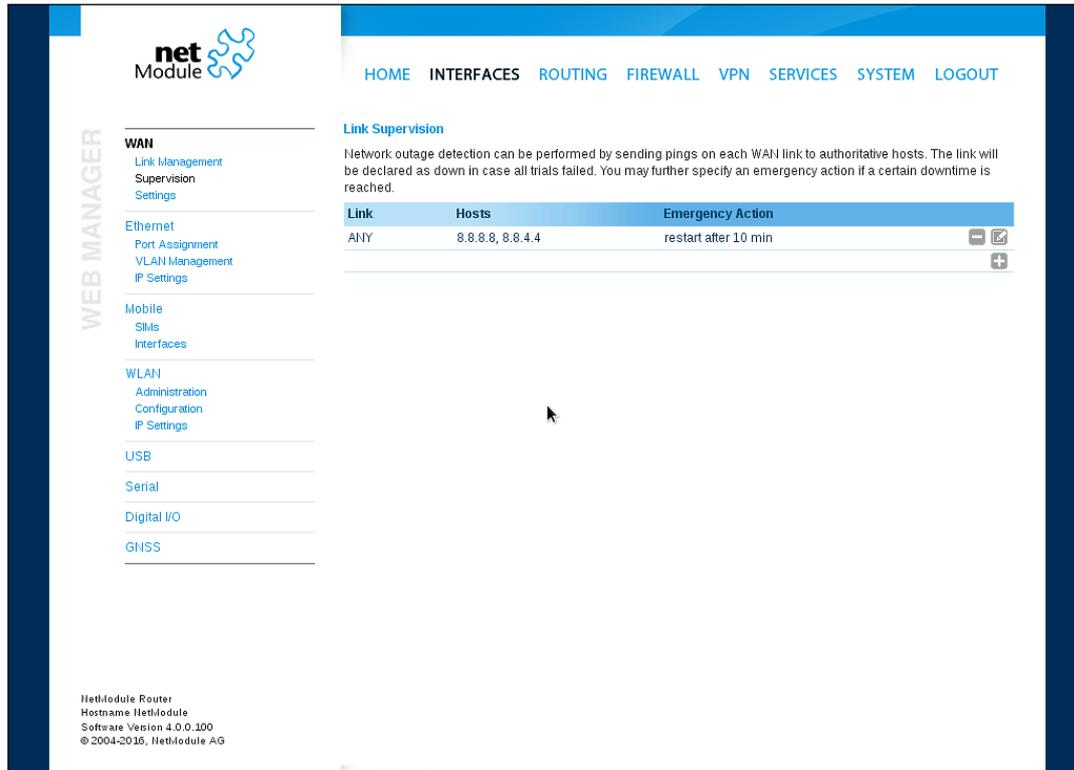 net
Module
HOME INTERFACES ROUTING FIREWALL VPN SERVICES SYSTEM LOGOUT
WEB MANAGER
WAN
Link Management
Supervision
Settings
Ethernet
Port Assignment
VLAN Management
IP Settings
Mobile
SIMs
Interfaces
WLAN
Administration
Configuration
IP Settings
USB
Serial
Digital I/O
GNSS
Link Supervision
Network outage detection can be performed by sending pings on each WAN link to authoritative hosts. The link will
be declared as down in case all trials failed. You may further specify an emergency action if a certain downtime is
reached.
Link Hosts Emergency Action
ANY 8.8.8.8, 8.8.4.4 restart after 10 min
NetModule Router
Hostname NetModule
Software Version 4.0.0.100
© 2004-2016, NetModule AG